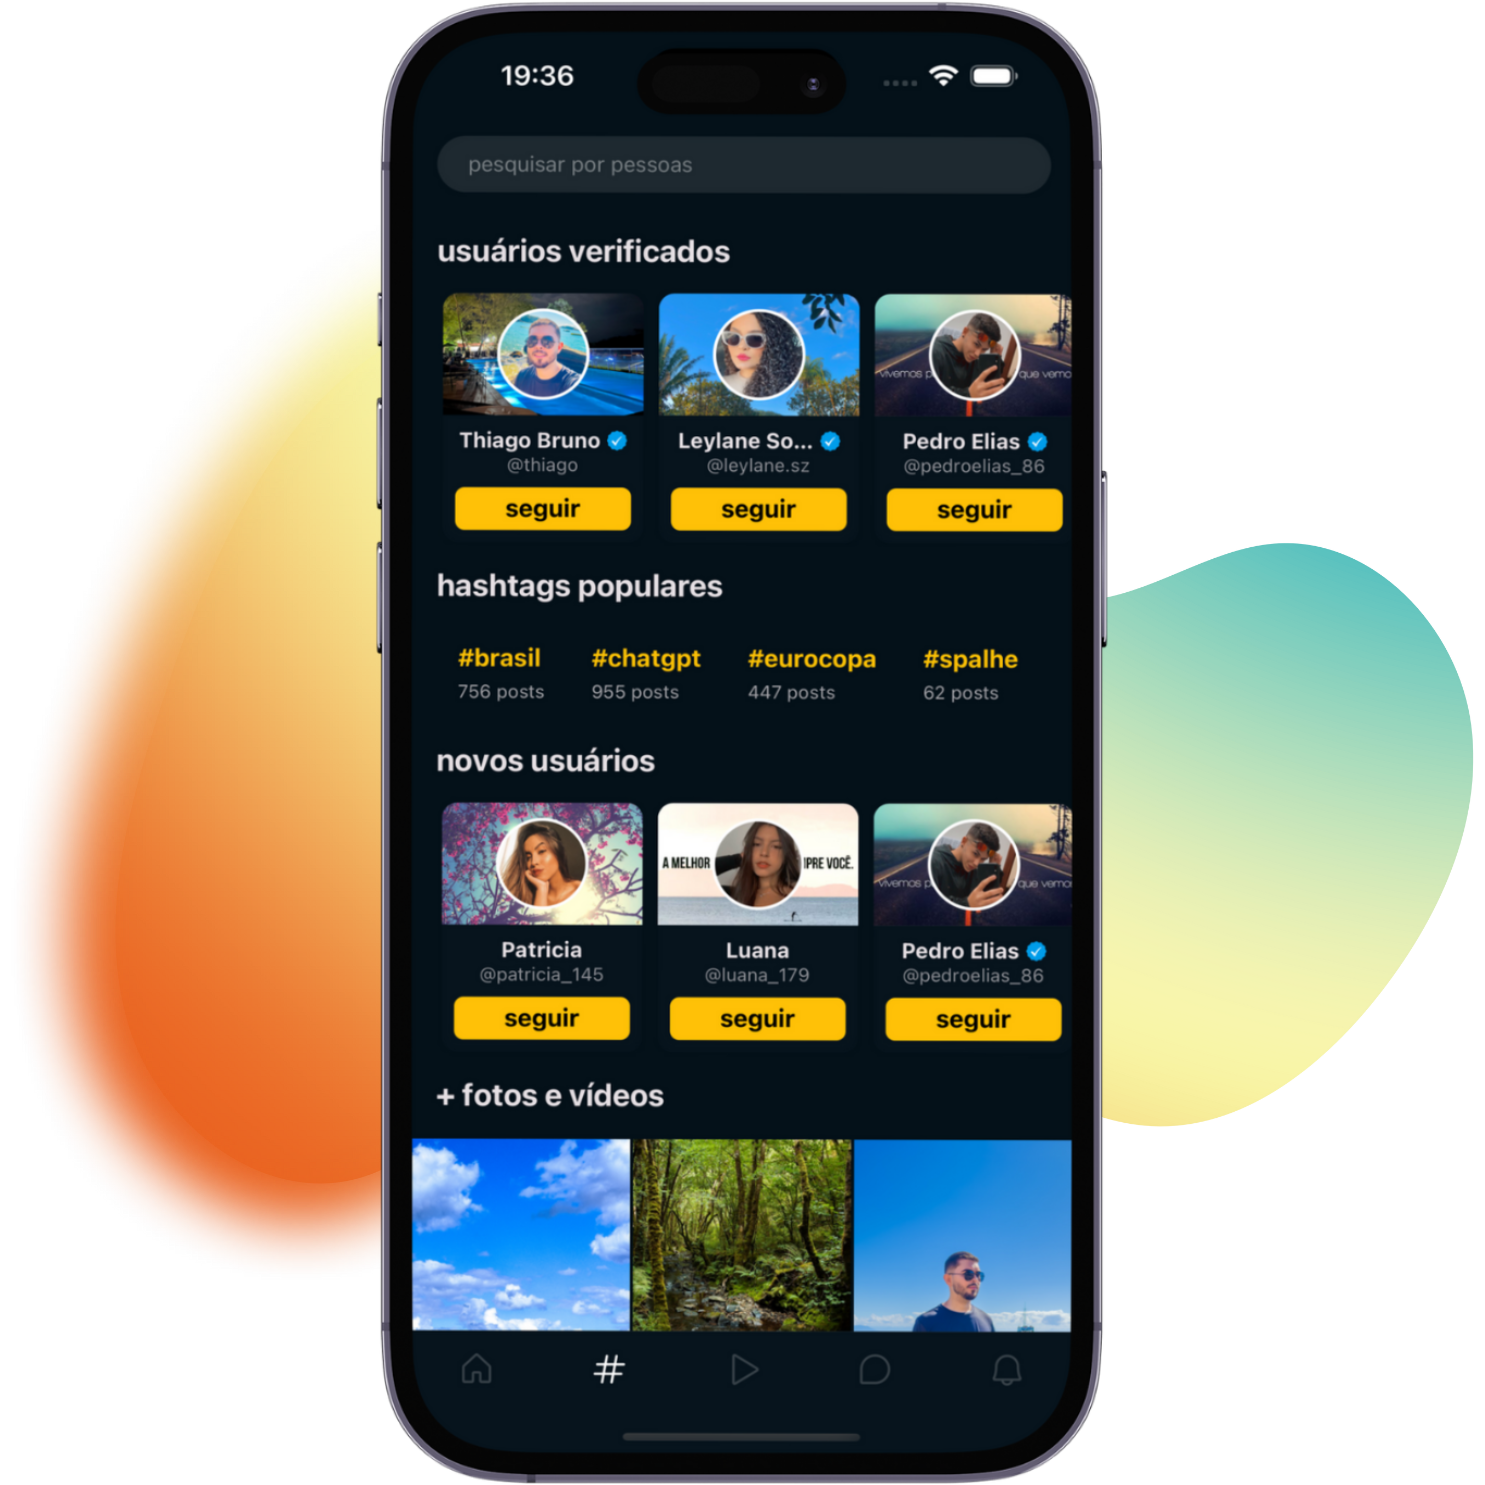 19:36
pesquisar por pessoas
usuários verificados
vivemos p
que vemo
Thiago Bruno
Leylane So...
Pedro Elias
@thiago
@leylane.sz
@pedroelias_86
seguir
seguir
seguir
hashtags populares
#brasil
#chatgpt
#eurocopa
#spalhe
756 posts
955 posts
447 posts
62 posts
novos usuários
A MELHOR
IPRE VOCÊ.
vivemos p
que vemo
Patricia
Luana
Pedro Elias
@patricia_145
@luana_179
@pedroelias_86
seguir
seguir
seguir
+ fotos e vídeos
#